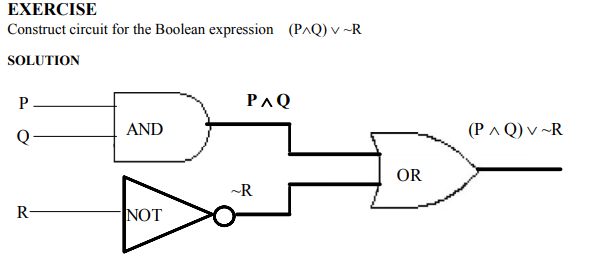 EXERCISE
Construct circuit for the Boolean expression (P∧Q) ∨ ~R
SOLUTION
P
P ∧ Q
Q
AND
(P ∧ Q) ∨ ~R
OR
~R
R
NOT